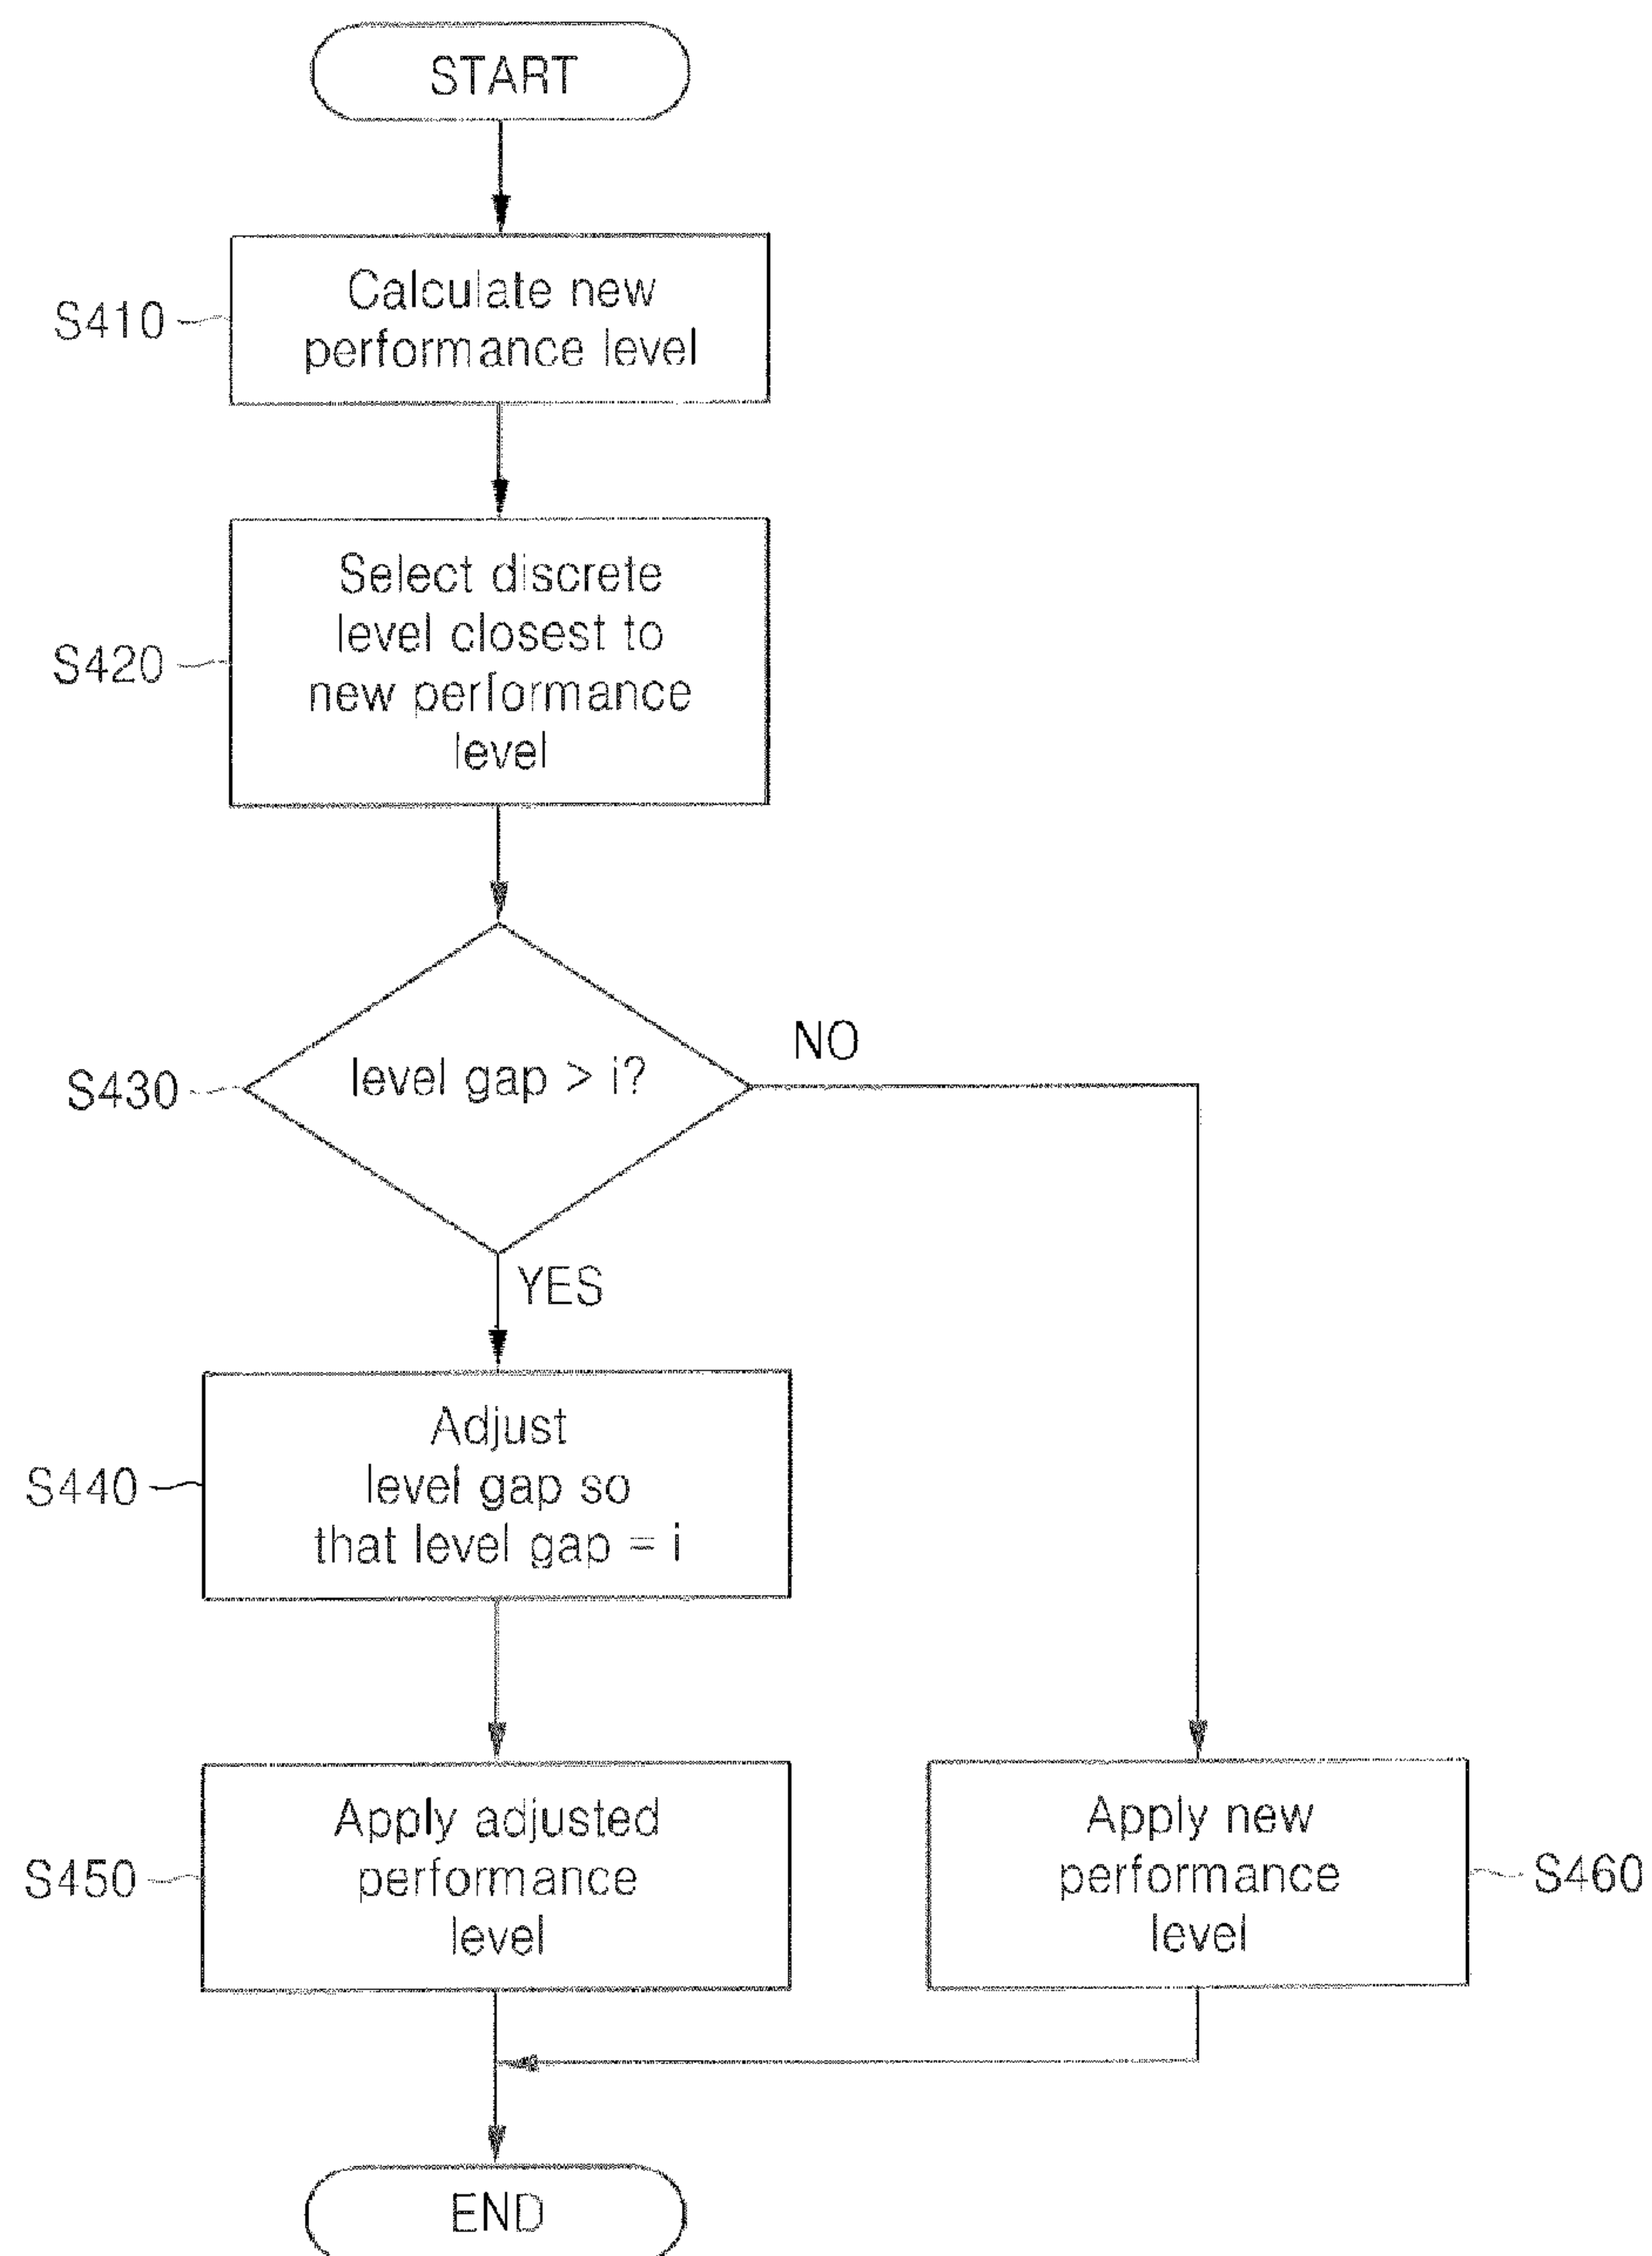 START
S410
Calculate new
performance level
S420
Select discrete
level closest to
new performance
level
S430
level gap > i?
NO
YES
S440
Adjust
level gap so
that level gap = i
S450
Apply adjusted
performance
level
Apply new
performance
level
S460
END